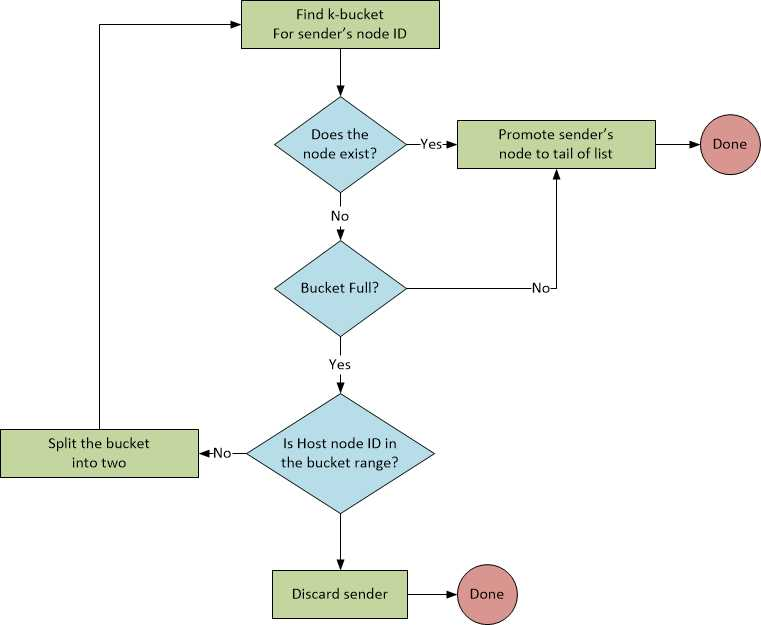 Find k-bucket
For sender's node ID
Does the
node exist?
Yes
Promote sender's
node to tail of list
Done
No
Bucket Full?
No
Yes
Is Host node ID in
the bucket range?
No
Split the bucket
into two
Discard sender
Done